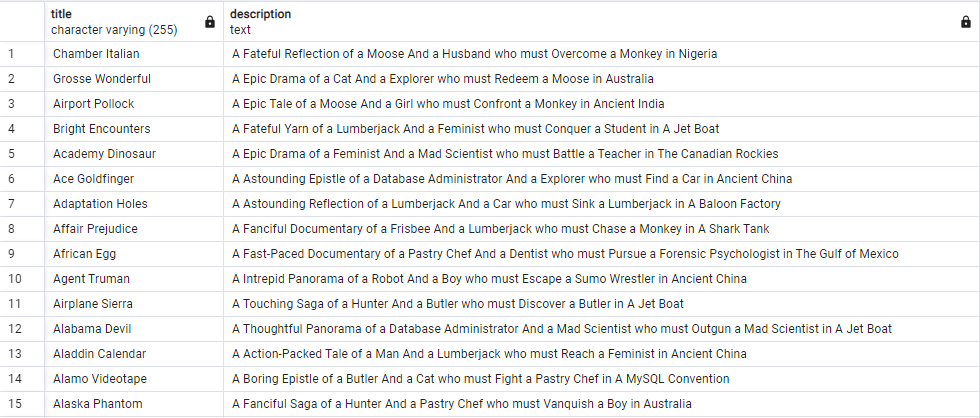 title description
character varying (255) text
1 Chamber Italian A Fateful Reflection of a Moose And a Husband who must Overcome a Monkey in Nigeria
2 Grosse Wonderful A Epic Drama of a Cat And a Explorer who must Redeem a Moose in Australia
3 Airport Pollock A Epic Tale of a Moose And a Girl who must Confront a Monkey in Ancient India
4 Bright Encounters A Fateful Yarn of a Lumberjack And a Feminist who must Conquer a Student in A Jet Boat
5 Academy Dinosaur A Epic Drama of a Feminist And a Mad Scientist who must Battle a Teacher in The Canadian Rockies
6 Ace Goldfinger A Astounding Epistle of a Database Administrator And a Explorer who must Find a Car in Ancient China
7 Adaptation Holes A Astounding Reflection of a Lumberjack And a Car who must Sink a Lumberjack in A Baloon Factory
8 Affair Prejudice A Fanciful Documentary of a Frisbee And a Lumberjack who must Chase a Monkey in A Shark Tank
9 African Egg A Fast-Paced Documentary of a Pastry Chef And a Dentist who must Pursue a Forensic Psychologist in The Gulf of Mexico
10 Agent Truman A Intrepid Panorama of a Robot And a Boy who must Escape a Sumo Wrestler in Ancient China
11 Airplane Sierra A Touching Saga of a Hunter And a Butler who must Discover a Butler in A Jet Boat
12 Alabama Devil A Thoughtful Panorama of a Database Administrator And a Mad Scientist who must Outgun a Mad Scientist in A Jet Boat
13 Aladdin Calendar A Action-Packed Tale of a Man And a Lumberjack who must Reach a Feminist in Ancient China
14 Alamo Videotape A Boring Epistle of a Butler And a Cat who must Fight a Pastry Chef in A MySQL Convention
15 Alaska Phantom A Fanciful Saga of a Hunter And a Pastry Chef who must Vanquish a Boy in Australia